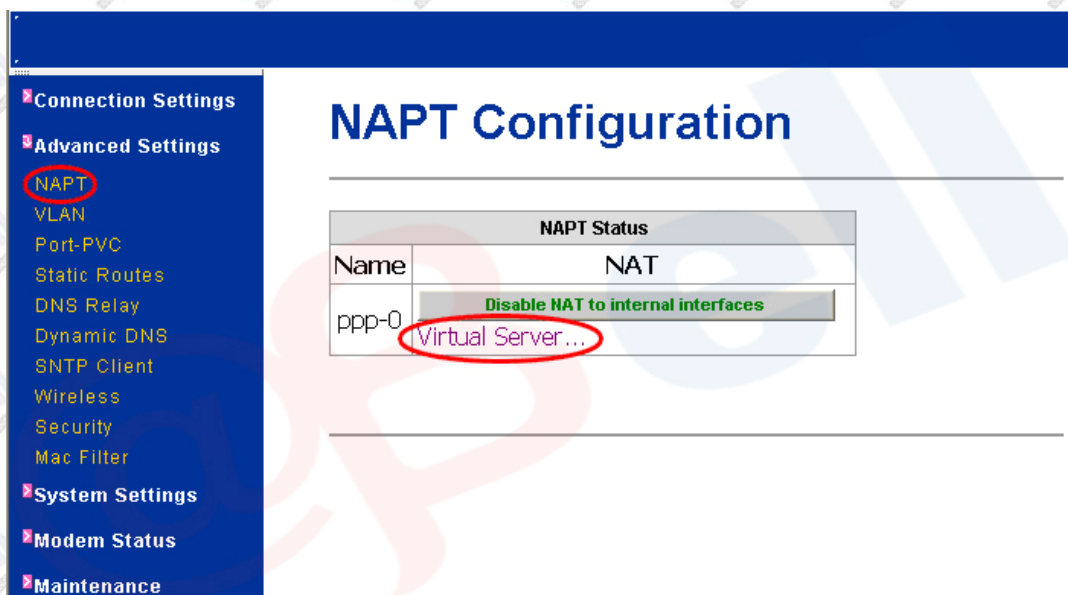 Connection Settings
Advanced Settings
NAPT
VLAN
Port-PVC
Static Routes
DNS Relay
Dynamic DNS
SNTP Client
Wireless
Security
Mac Filter
System Settings
Modem Status
Maintenance
NAPT Configuration
NAPT Status
Name NAT
ppp-0 Disable NAT to internal interfaces
Virtual Server...
@Bell